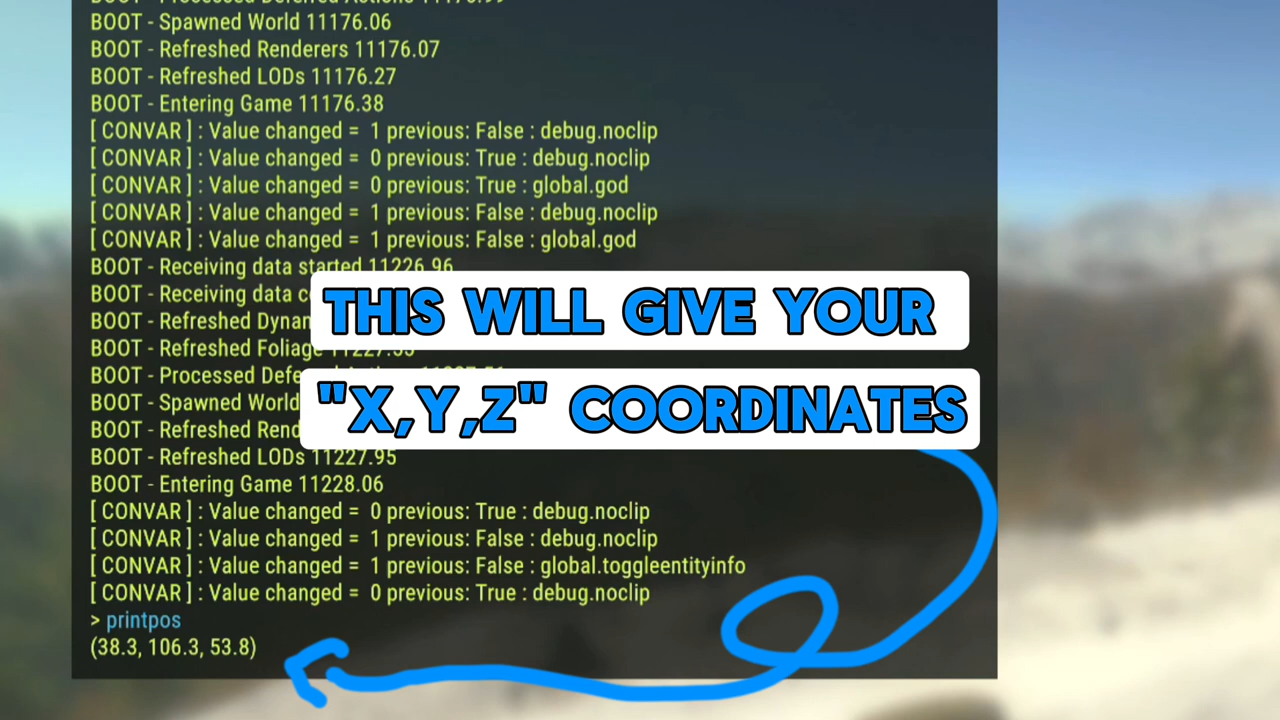 BOOT - Spawned World 11176.06
BOOT - Refreshed Renderers 11176.07
BOOT - Refreshed LODs 11176.27
BOOT - Entering Game 11176.38
[ CONVAR ] : Value changed = 1 previous: False : debug.noclip
[ CONVAR ] : Value changed = 0 previous: True : debug.noclip
[ CONVAR ] : Value changed = 0 previous: True : global.god
[ CONVAR ] : Value changed = 1 previous: False : debug.noclip
[ CONVAR ] : Value changed = 1 previous: False : global.god
BOOT - Receiving data started 11226.96
BOOT - Receiving data
THIS WILL GIVE YOUR
BOOT - Refreshed
BOOT - Refreshed Foliage
BOOT - Processed
"X,Y,Z" COORDINATES
BOOT - Spawned World
BOOT - Refreshed
BOOT - Refreshed LODs 11227.95
BOOT - Entering Game 11228.06
[ CONVAR ] : Value changed = 0 previous: True : debug.noclip
[ CONVAR ] : Value changed = 1 previous: False : debug.noclip
[ CONVAR ] : Value changed = 1 previous: False : global.toggleentityinfo
[ CONVAR ] : Value changed = 0 previous: True : debug.noclip
> printpos
(38.3, 106.3, 53.8)